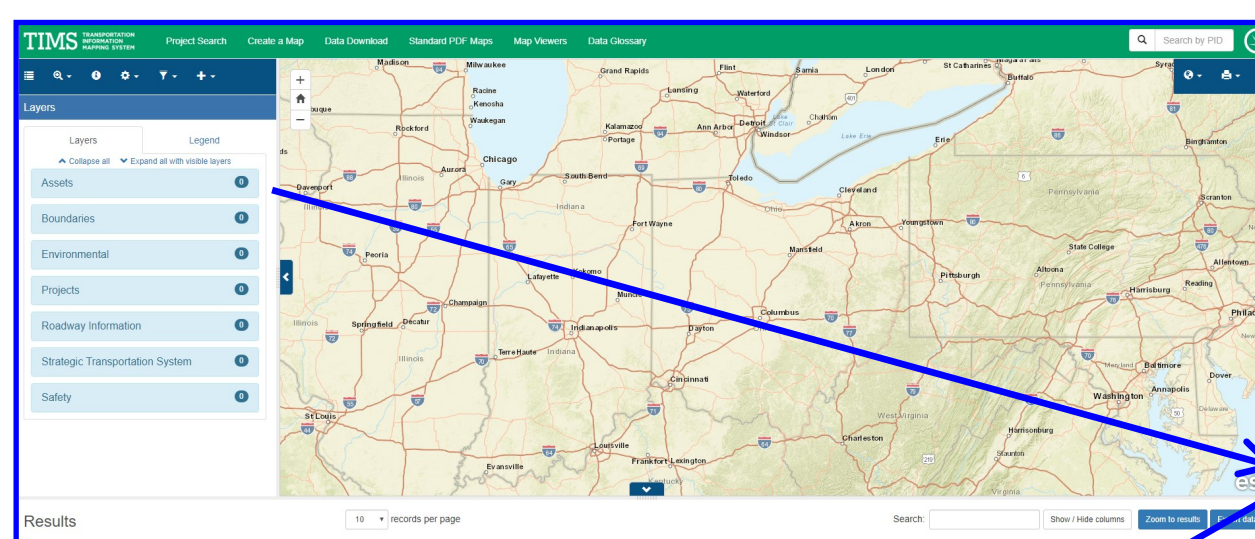 TIMS TRANSPORTATION INFORMATION MAPPING SYSTEM Project Search Create a Map Data Download Standard PDF Maps Map Viewers Data Glossary Search by PID
Layers
Layers Legend
Collapse all Expand all with visible layers
Assets 0
Boundaries 0
Environmental 0
Projects 0
Roadway Information 0
Strategic Transportation System 0
Safety 0
Madison Milwaukee Grand Rapids Flint Sarnia London St Catharines
Buffalo
Racine Lansing Waterford
Kenosha
Waukegan Chatham
Rockford Kalamazoo Ann Arbor Detroit Lake St Clair
Portage Windsor Lake Erie Erie Binghamton
Chicago
Aurora Gary South Bend Toledo Cleveland Pennsylvania Scranton
Davenport Illinois Indiana Ohio
Fort Wayne Akron Youngstown
Peoria Mansfield State College
Lafayette Pittsburgh Altoona Allentown
Pennsylvania Harrisburg Reading
Champaign Columbus
Illinois Springfield Decatur Indianapolis Dayton
Illinois Terre Haute Indiana Maryland Baltimore
Cincinnati Washington Annapolis Dover
St Louis West Virginia Delaware
Louisville Charleston Harrisonburg
Evansville Frankfort Lexington Staunton
Kentucky Virginia
Results 10 records per page Search: Show / Hide columns Zoom to results